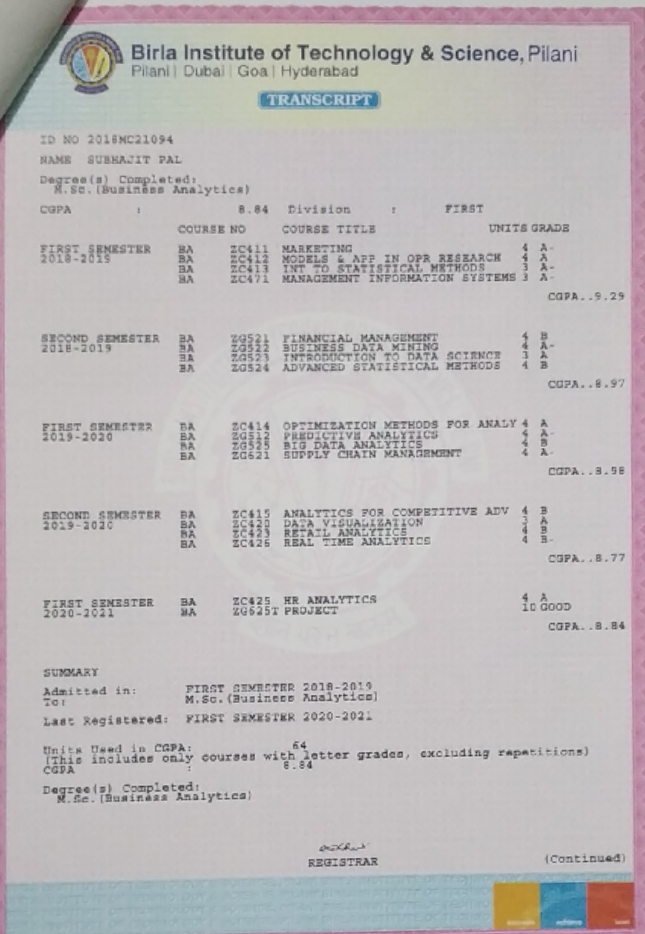 Birla Institute of Technology & Science, Pilani
Pilani | Dubai | Goa | Hyderabad
TRANSCRIPT
ID NO 2018MC21094
NAME SUBHAJIT PAL
Degree(s) Completed:
M.Sc.(Business Analytics)
CGPA : 8.84 Division : FIRST
COURSE NO COURSE TITLE UNITS GRADE
FIRST SEMESTER BA ZC411 MARKETING 4 A-
2018-2019 BA ZC412 MODELS & APP IN OPR RESEARCH 4 A
BA ZC413 INT TO STATISTICAL METHODS 3 A-
BA ZC471 MANAGEMENT INFORMATION SYSTEMS 3 A-
CGPA..9.29
SECOND SEMESTER BA ZG521 FINANCIAL MANAGEMENT 4 B
2018-2019 BA ZG522 BUSINESS DATA MINING 4 A-
BA ZG523 INTRODUCTION TO DATA SCIENCE 3 A
BA ZG524 ADVANCED STATISTICAL METHODS 4 B
CGPA..8.97
FIRST SEMESTER BA ZC414 OPTIMIZATION METHODS FOR ANALY 4 A
2019-2020 BA ZG512 PREDICTIVE ANALYTICS 4 A-
BA ZG525 BIG DATA ANALYTICS 4 B
BA ZG621 SUPPLY CHAIN MANAGEMENT 4 A-
CGPA..8.98
SECOND SEMESTER BA ZC415 ANALYTICS FOR COMPETITIVE ADV 4 B
2019-2020 BA ZC420 DATA VISUALIZATION 3 A
BA ZC423 RETAIL ANALYTICS 4 B
BA ZC426 REAL TIME ANALYTICS 4 B-
CGPA..8.77
FIRST SEMESTER BA ZC425 HR ANALYTICS 4 A
2020-2021 BA ZG625T PROJECT 10 GOOD
CGPA..8.84
SUMMARY
Admitted in: FIRST SEMESTER 2018-2019
To: M.Sc.(Business Analytics)
Last Registered: FIRST SEMESTER 2020-2021
Units Used in CGPA: 64
(This includes only courses with letter grades, excluding repetitions)
CGPA : 8.84
Degree(s) Completed:
M.Sc.(Business Analytics)
REGISTRAR
(Continued)